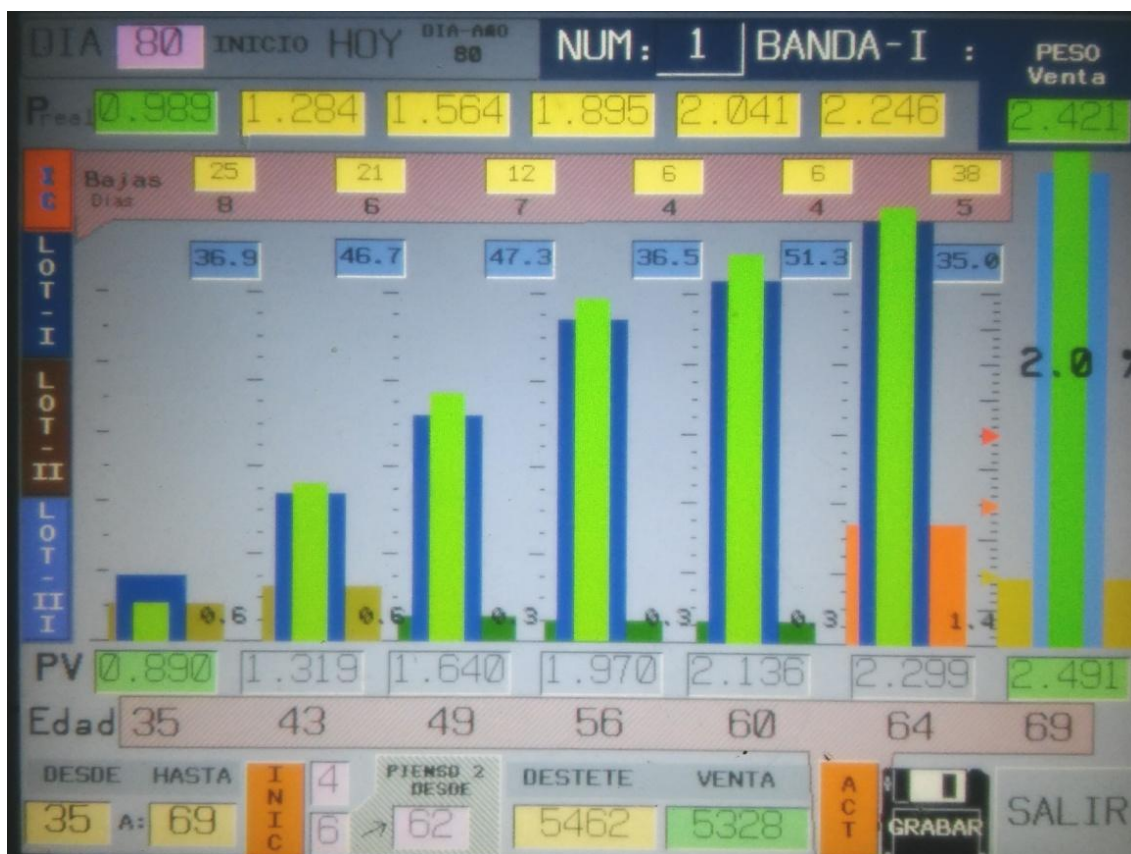 DIA 80 INICIO HOY DIA-AÑO 80 NUM: 1 BANDA-I : PESO Venta
Preal 0.989 1.284 1.564 1.895 2.041 2.246 2.421
IC Bajas 25 21 12 6 6 38
Dias 8 6 7 4 4 5
LOT-I 36.9 46.7 47.3 36.5 51.3 35.0
2.0 %
LOT-II
LOT-III
0.6 0.6 0.3 0.3 0.3 1.4
PV 0.890 1.319 1.640 1.970 2.136 2.299 2.491
Edad 35 43 49 56 60 64 69
DESDE HASTA INIC 4 PIENSO 2 DESDE DESTETE VENTA ACT
35 A: 69 6 62 5462 5328 GRABAR SALIR